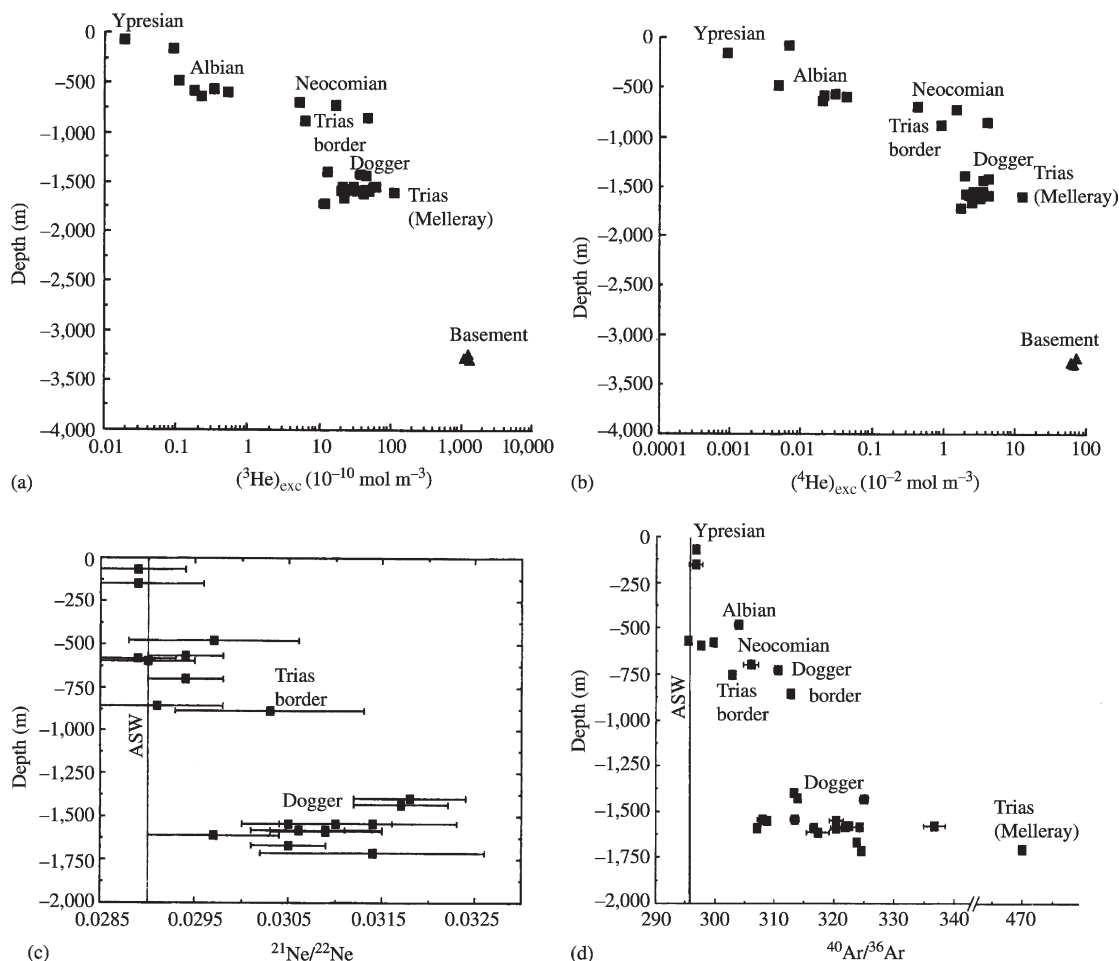 0
−500
−1,000
−1,500
−2,000
−2,500
−3,000
−3,500
−4,000
Depth (m)
Ypresian
Albian
Neocomian
Trias
border
Dogger
Trias
(Melleray)
Basement
0.01 0.1 1 10 100 1,000 10,000
(a)
(³He)exc (10⁻¹⁰ mol m⁻³)
0
−500
−1,000
−1,500
−2,000
−2,500
−3,000
−3,500
−4,000
Depth (m)
Ypresian
Albian
Neocomian
Trias
border
Dogger
Trias
(Melleray)
Basement
0.0001 0.001 0.01 0.1 1 10 100
(b)
(⁴He)exc (10⁻² mol m⁻³)
0
−250
−500
−750
−1,000
−1,250
−1,500
−1,750
−2,000
Depth (m)
ASW
Trias
border
Dogger
0.0285 0.0295 0.0305 0.0315 0.0325
(c)
²¹Ne/²²Ne
0
−250
−500
−750
−1,000
−1,250
−1,500
−1,750
−2,000
Depth (m)
ASW
Ypresian
Albian
Neocomian
Dogger
border
Trias
border
Dogger
Trias
(Melleray)
290 300 310 320 330 340 470
(d)
⁴⁰Ar/³⁶Ar